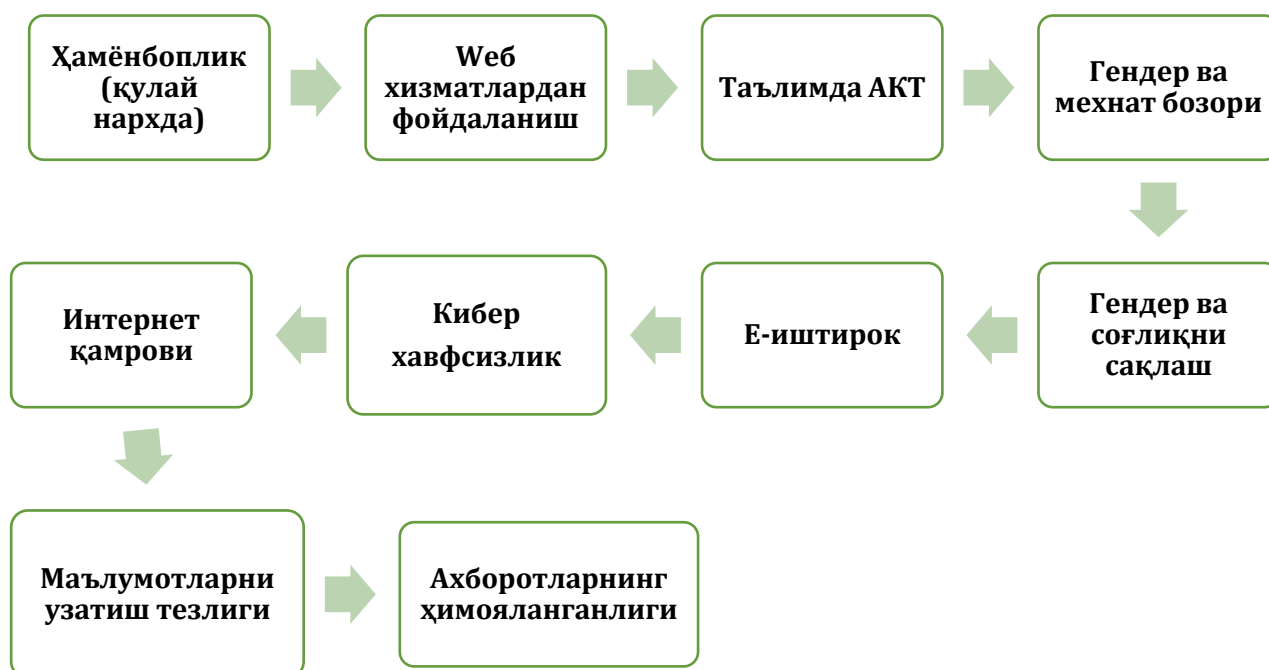 Ҳамёнбоплик
(қулай
нархда)
Wеб
хизматлардан
фойдаланиш
Таълимда АКТ
Гендер ва
мехнат бозори
Гендер ва
соғлиқни
сақлаш
Е-иштирок
Кибер
хавфсизлик
Интернет
қамрови
Маълумотларни
узатиш тезлиги
Ахборотларнинг
ҳимояланганлиги